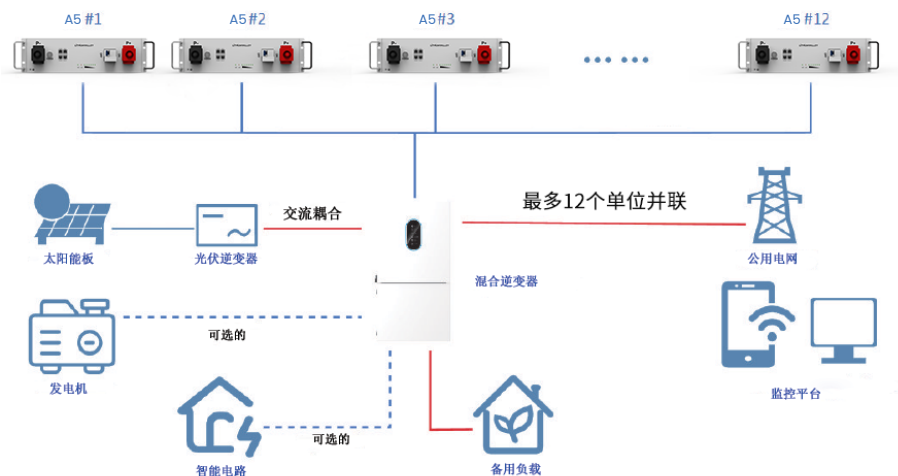 A5 #1
A5 #2
A5 #3
A5 #12
交流耦合
最多12个单位并联
太阳能板
光伏逆变器
公用电网
混合逆变器
可选的
发电机
监控平台
可选的
智能电路
备用负载